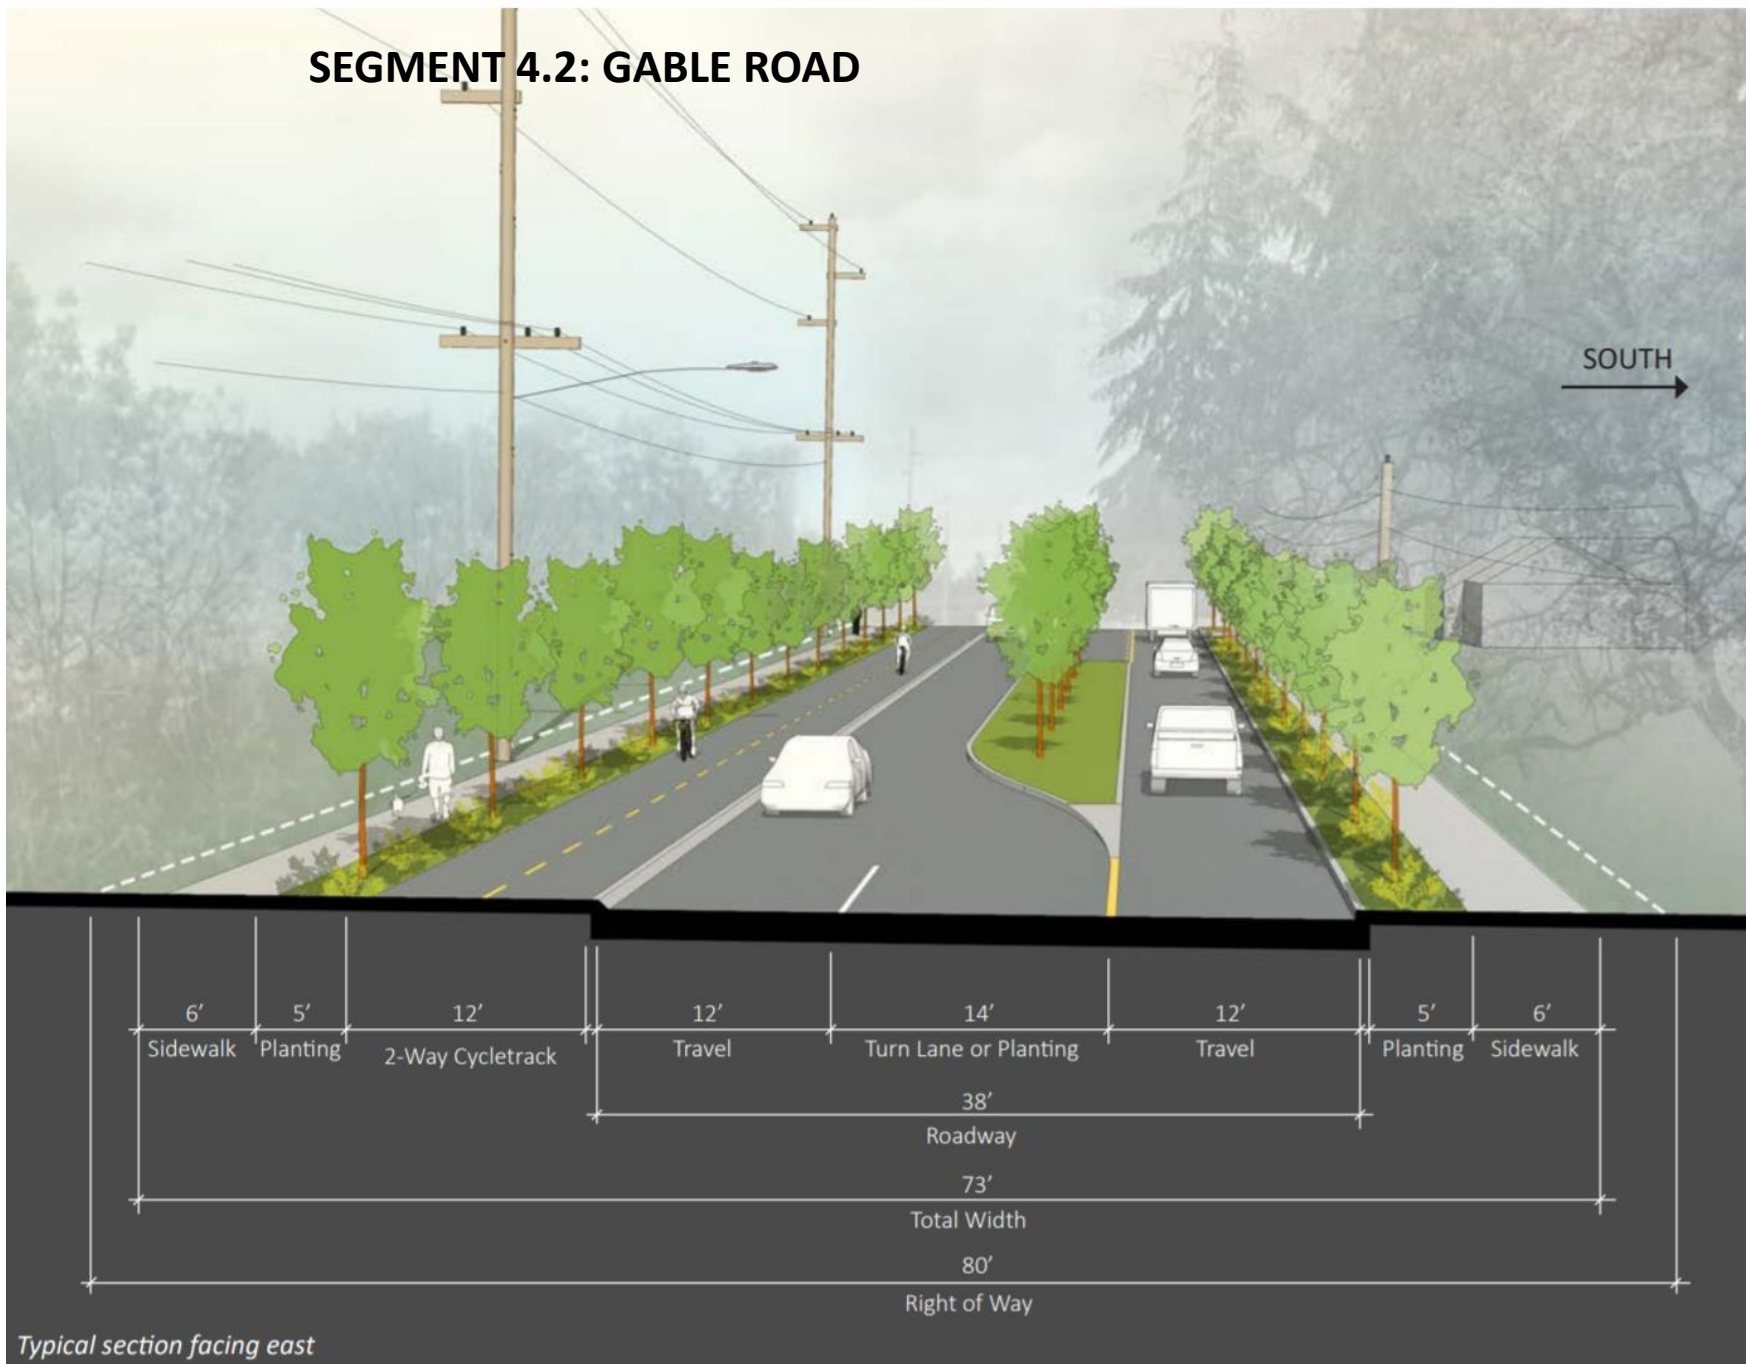 SEGMENT 4.2: GABLE ROAD
SOUTH
6’ 5’ 12’ 12’ 14’ 12’ 5’ 6’
Sidewalk Planting 2-Way Cycletrack Travel Turn Lane or Planting Travel Planting Sidewalk
38’
Roadway
73’
Total Width
80’
Right of Way
Typical section facing east